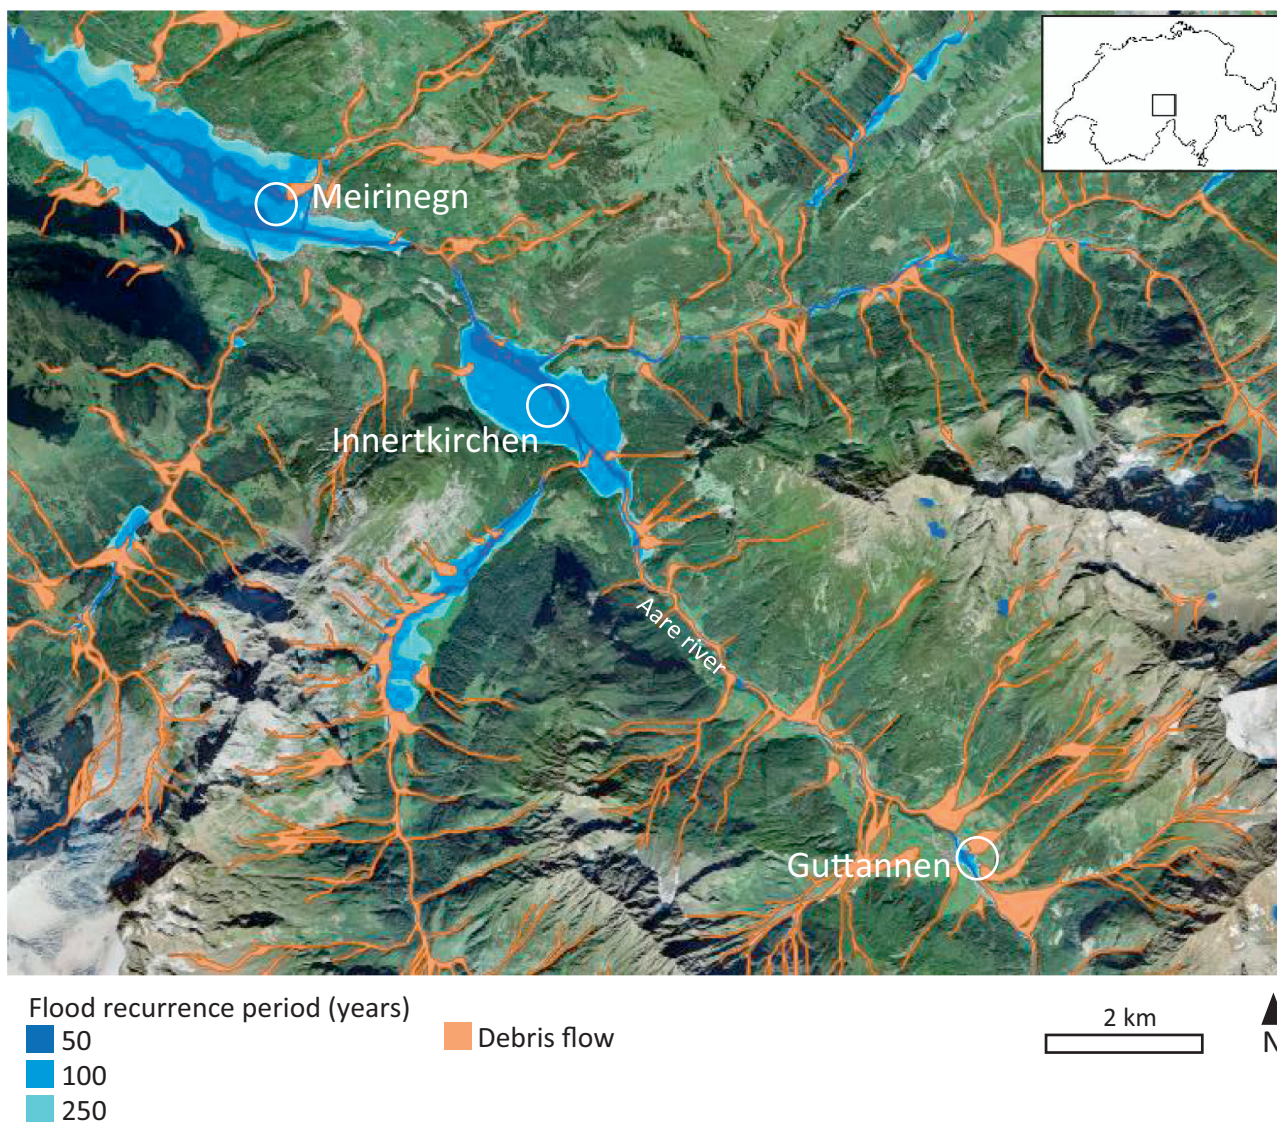 Meirinegn
Innertkirchen
Aare river
Guttannen
Flood recurrence period (years)
50
100
250
Debris flow
2 km
N